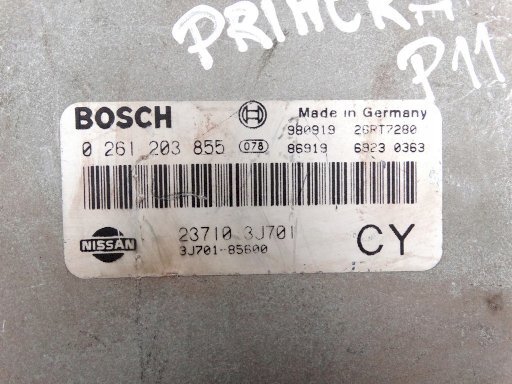 PRIMERA
P11
BOSCH
Made in Germany
980919 26RT7280
0 261 203 855 078 86919 6923 0363
NISSAN
23710 3J701
3J701-85600
CY